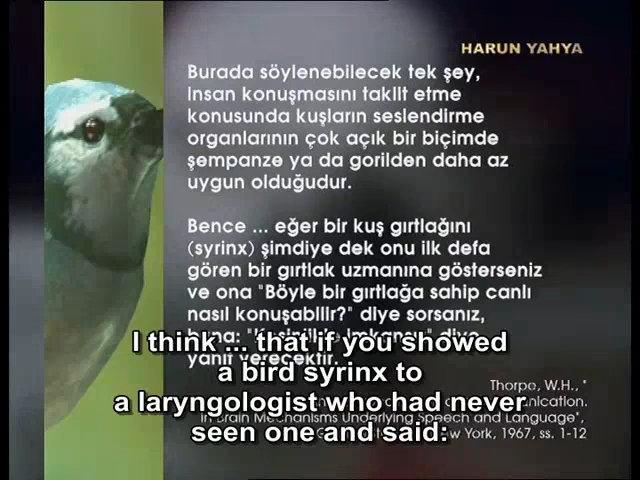 HARUN YAHYA
Burada söylenebilecek tek şey,
insan konuşmasını taklit etme
konusunda kuşların seslendirme
organlarının çok açık bir biçimde
şempanze ya da gorilden daha az
uygun olduğudur.
Bence ... eğer bir kuş gırtlağını
(syrinx) şimdiye dek onu ilk defa
gören bir gırtlak uzmanına gösterseniz
ve ona "Böyle bir gırtlağa sahip canlı
nasıl konuşabilir?" diye sorsanız,
diye
yanıt verecektir.
Thorpe, W.H., "
in Brain Mechanisms Underlying Speech and Language",
York, 1967, ss. 1-12
I think ... that if you showed
a bird syrinx to
a laryngologist who had never
seen one and said: